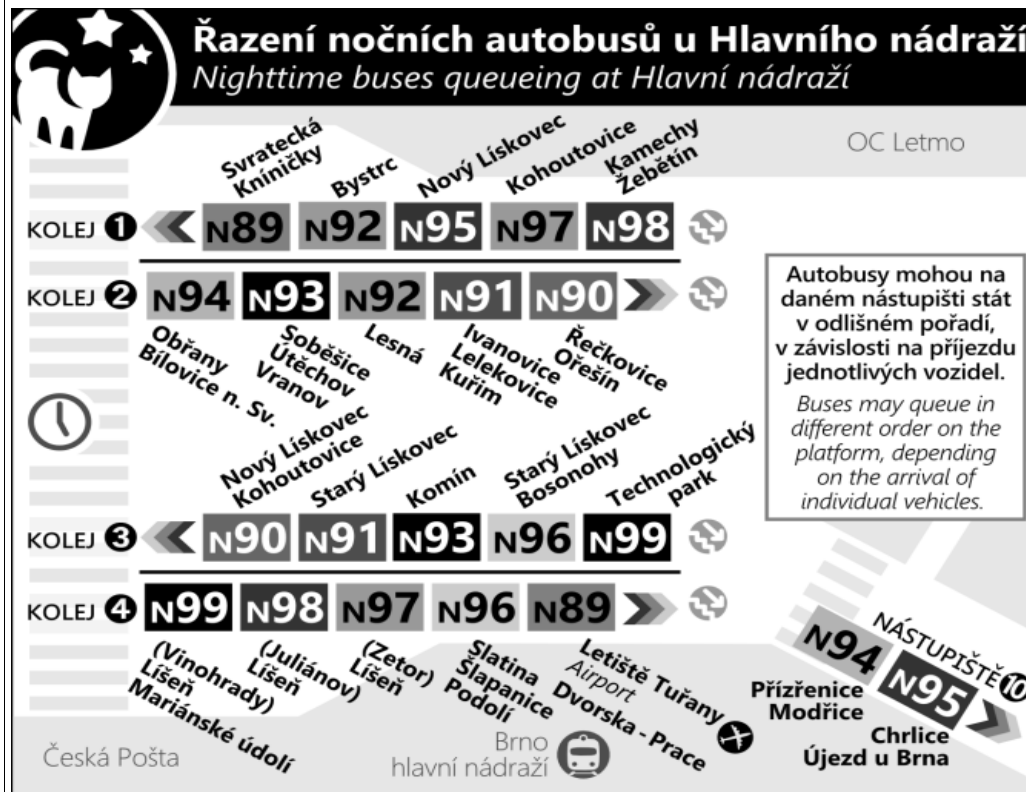 Řazení nočních autobusů u Hlavního nádraží
Nighttime buses queueing at Hlavní nádraží
OC Letmo
Svratecká
Kníničky
Bystrc
Nový Lískovec
Kohoutovice
Kamechy
Žebětín
KOLEJ 1 N89 N92 N95 N97 N98
KOLEJ 2 N94 N93 N92 N91 N90
Obřany
Bílovice n. Sv.
Soběšice
Útěchov
Vranov
Lesná
Ivanovice
Lelekovice
Kuřim
Řečkovice
Ořešín
Autobusy mohou na
daném nástupišti stát
v odlišném pořadí,
v závislosti na příjezdu
jednotlivých vozidel.
Buses may queue in
different order on the
platform, depending
on the arrival of
individual vehicles.
Nový Lískovec
Kohoutovice
Starý Lískovec
Komín
Starý Lískovec
Bosonohy
Technologický
park
KOLEJ 3 N90 N91 N93 N96 N99
KOLEJ 4 N99 N98 N97 N96 N89
(Vinohrady)
Líšeň
Mariánské údolí
(Juliánov)
Líšeň
(Zetor)
Líšeň
Slatina
Šlapanice
Podolí
Letiště Tuřany
Airport
Dvorska - Prace
NÁSTUPIŠTĚ 10
N94 N95
Přízřenice
Modřice
Chrlice
Újezd u Brna
Česká Pošta
Brno
hlavní nádraží